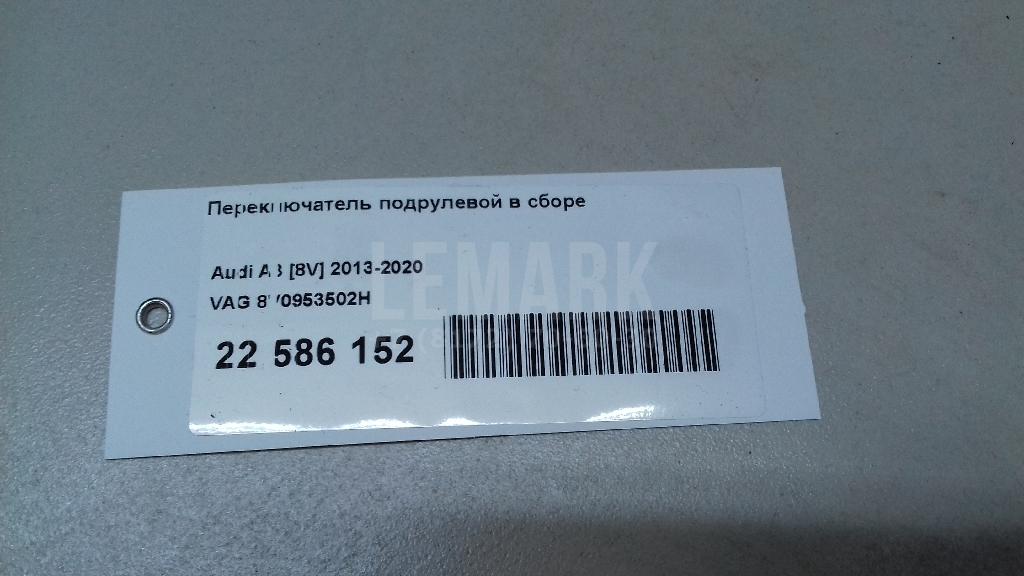 Переключатель подрулевой в сборе
Audi A3 [8V] 2013-2020
VAG 8V0953502H
22 586 152
LEMARK